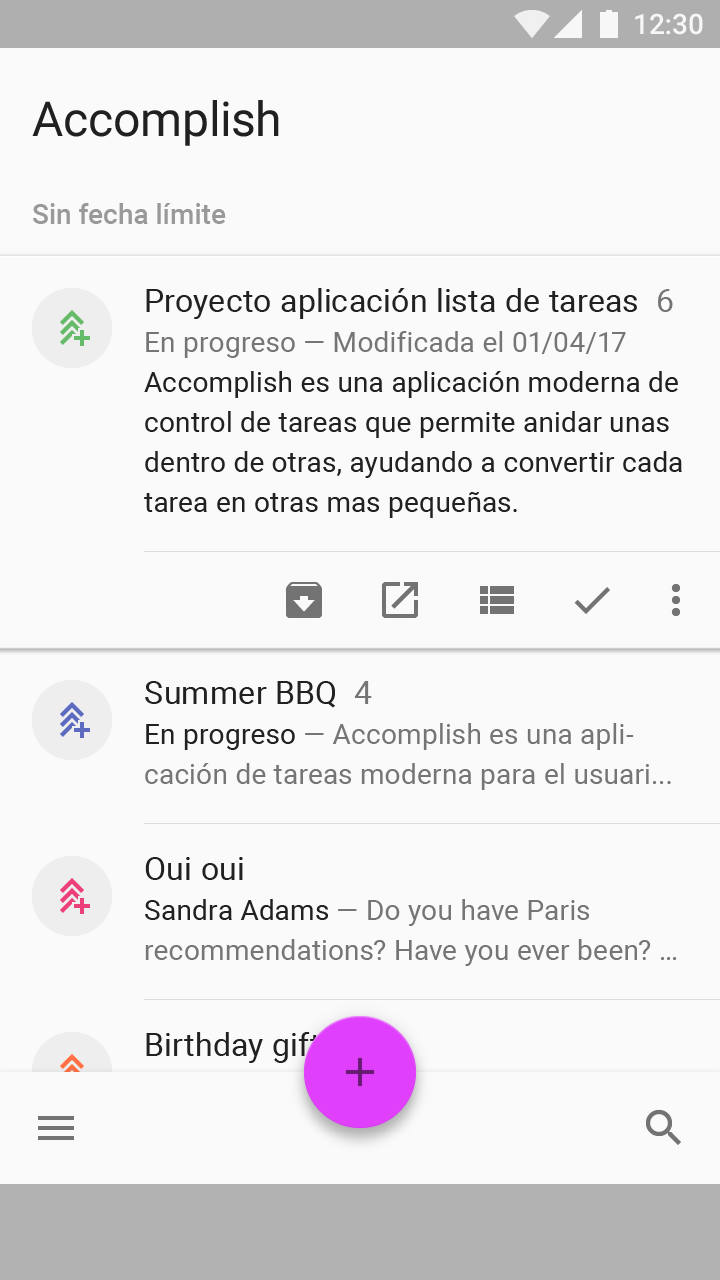 12:30
Accomplish
Sin fecha límite
Proyecto aplicación lista de tareas 6
En progreso — Modificada el 01/04/17
Accomplish es una aplicación moderna de
control de tareas que permite anidar unas
dentro de otras, ayudando a convertir cada
tarea en otras mas pequeñas.
Summer BBQ 4
En progreso — Accomplish es una apli-
cación de tareas moderna para el usuari...
Oui oui
Sandra Adams — Do you have Paris
recommendations? Have you ever been? ...
Birthday gift